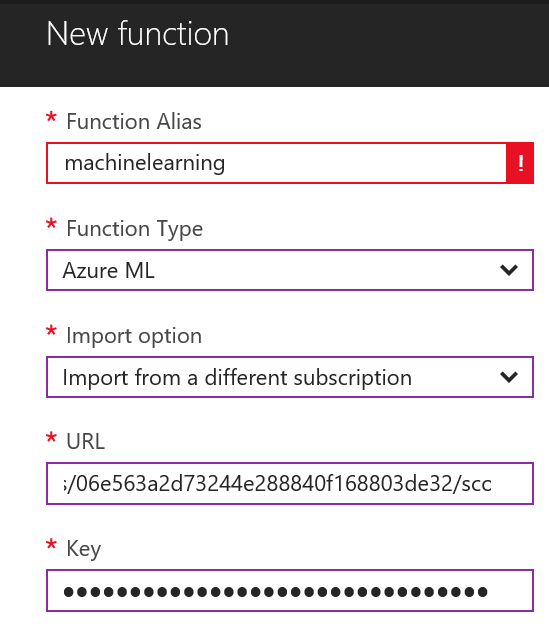 New function
* Function Alias
machinelearning
!
* Function Type
Azure ML
* Import option
Import from a different subscription
* URL
/06e563a2d73244e288840f168803de32/scc
* Key
●●●●●●●●●●●●●●●●●●●●●●●●●●●●●●●●